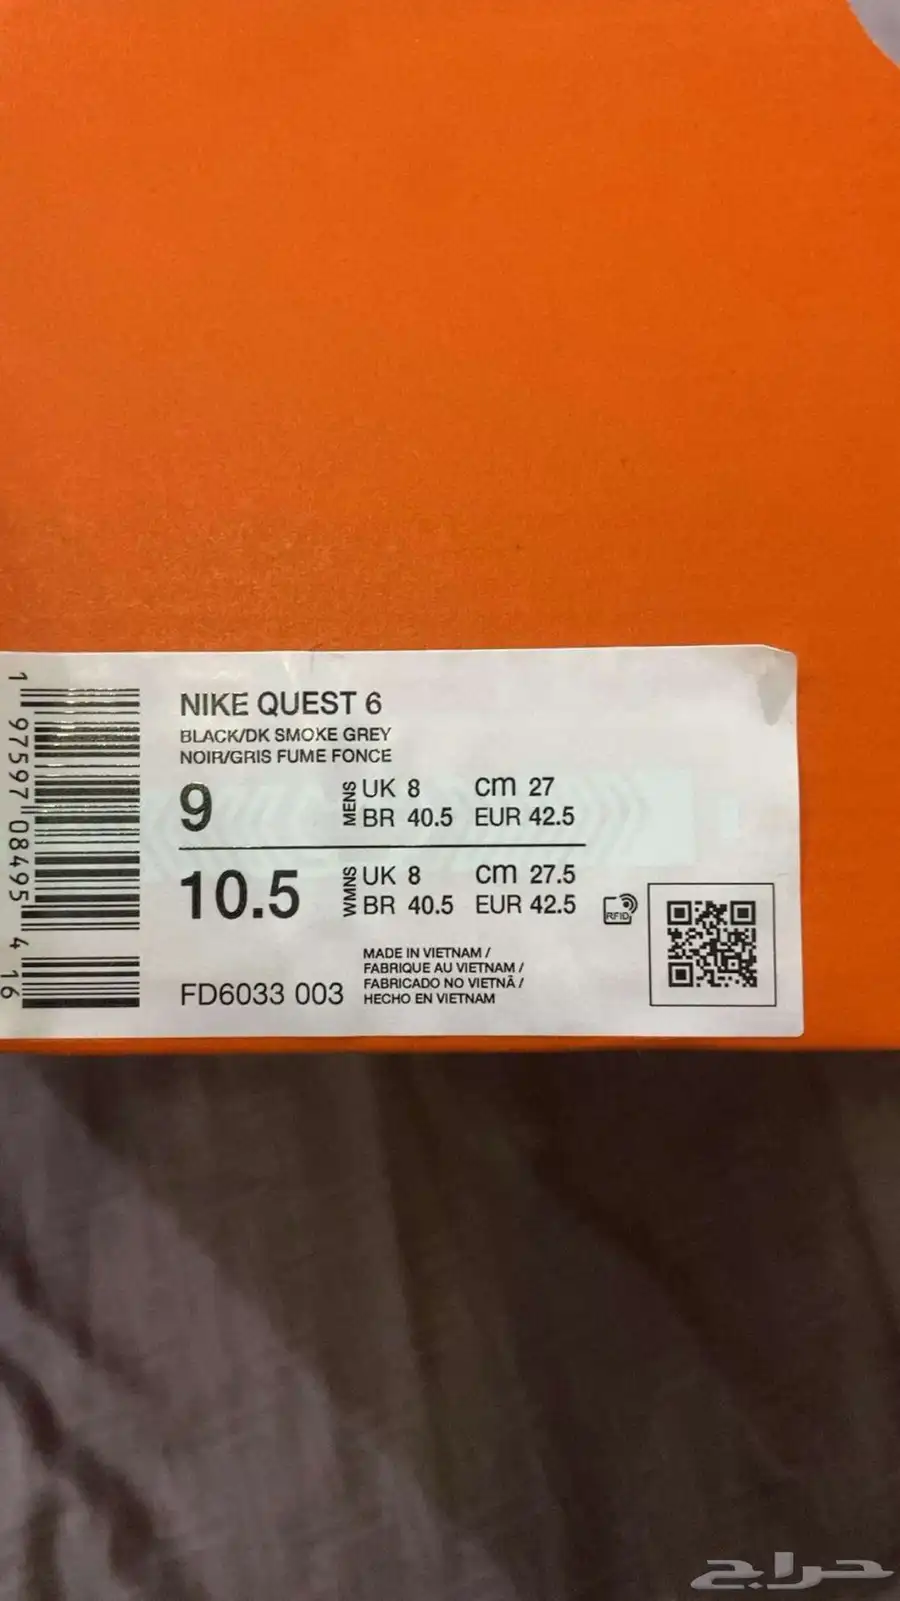 NIKE QUEST 6
BLACK/DK SMOKE GREY
NOIR/GRIS FUME FONCE
9 MENS UK 8 CM 27
BR 40.5 EUR 42.5
10.5 WMNS UK 8 CM 27.5
BR 40.5 EUR 42.5
RFID
MADE IN VIETNAM /
FABRIQUE AU VIETNAM /
FABRICADO NO VIETNÃ /
HECHO EN VIETNAM
FD6033 003
1 97597 08495 4 16
حراج